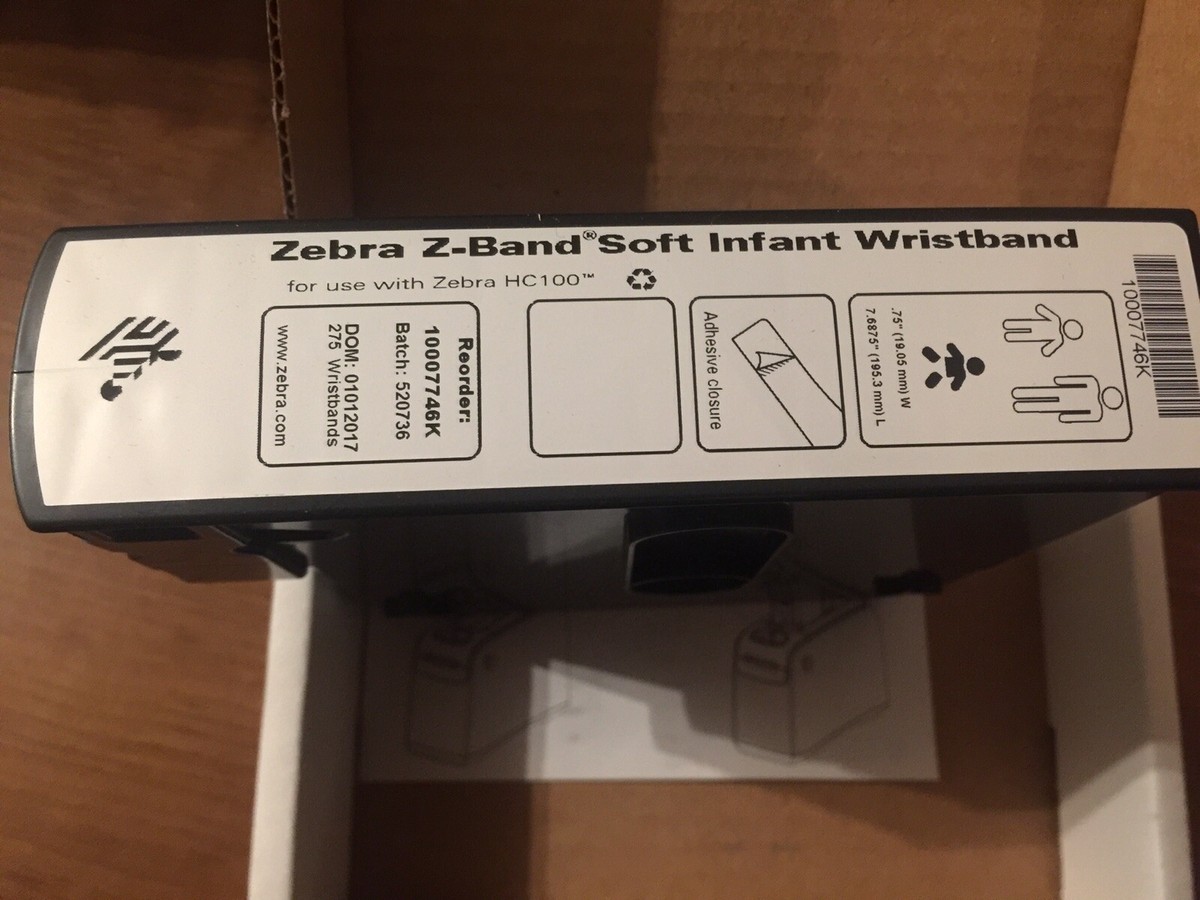 Zebra Z-Band® Soft Infant Wristband
for use with Zebra HC100™
Reorder:
10007746K
Batch: 520736
DOM: 01012017
275 Wristbands
www.zebra.com
Adhesive closure
.75" (19.05 mm) W
7.6875" (195.3 mm) L
10007746K